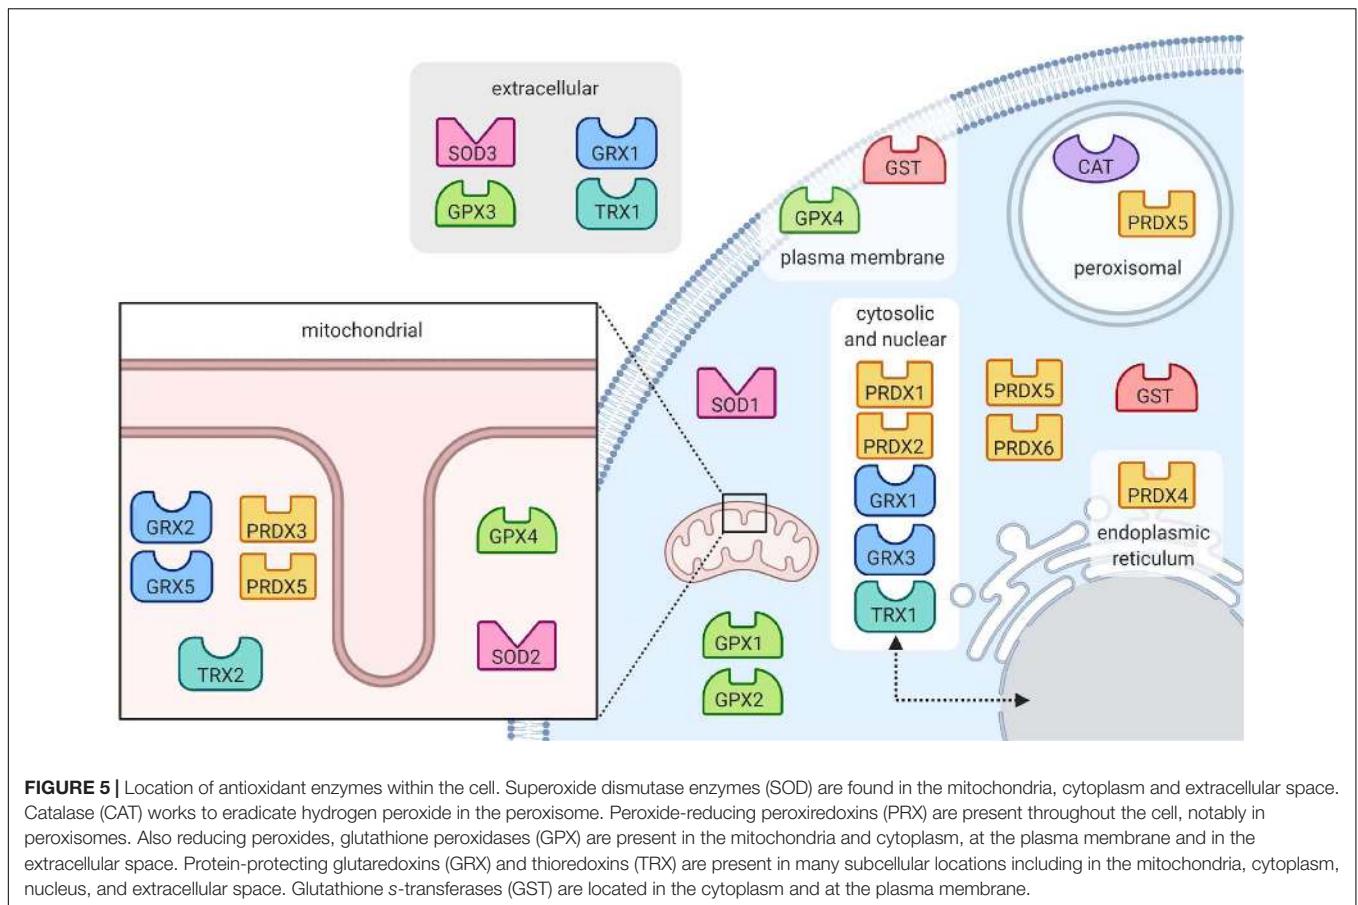 extracellular
SOD3
GRX1
GPX3
TRX1
GST
GPX4
plasma membrane
CAT
PRDX5
peroxisomal
mitochondrial
GRX2
PRDX3
GRX5
PRDX5
TRX2
GPX4
SOD2
SOD1
cytosolic
and nuclear
PRDX1
PRDX2
GRX1
GRX3
TRX1
PRDX5
PRDX6
GST
PRDX4
endoplasmic
reticulum
GPX1
GPX2
FIGURE 5 | Location of antioxidant enzymes within the cell. Superoxide dismutase enzymes (SOD) are found in the mitochondria, cytoplasm and extracellular space.
Catalase (CAT) works to eradicate hydrogen peroxide in the peroxisome. Peroxide-reducing peroxiredoxins (PRX) are present throughout the cell, notably in
peroxisomes. Also reducing peroxides, glutathione peroxidases (GPX) are present in the mitochondria and cytoplasm, at the plasma membrane and in the
extracellular space. Protein-protecting glutaredoxins (GRX) and thioredoxins (TRX) are present in many subcellular locations including in the mitochondria, cytoplasm,
nucleus, and extracellular space. Glutathione s-transferases (GST) are located in the cytoplasm and at the plasma membrane.